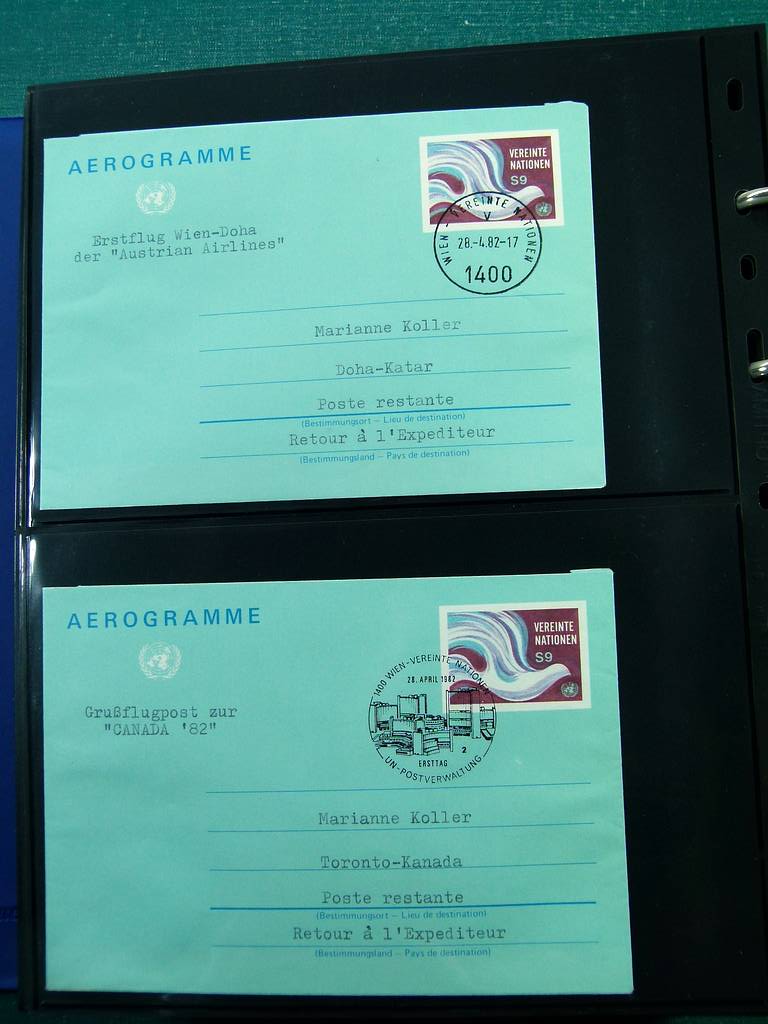 AEROGRAMME
VEREINTE
NATIONEN
S9
Erstflug Wien-Doha
der "Austrian Airlines"
WIEN - VEREINTE NATIONEN
V
28.-4.82-17
1400
Marianne Koller
Doha-Katar
Poste restante
(Bestimmungsort – Lieu de destination)
Retour à l'Expediteur
(Bestimmungsland – Pays de destination)
AEROGRAMME
VEREINTE
NATIONEN
S9
Grußflugpost zur
"CANADA '82"
1400 WIEN-VEREINTE NATIONEN
28. APRIL 1982
2
ERSTTAG
UN-POSTVERWALTUNG
Marianne Koller
Toronto-Kanada
Poste restante
(Bestimmungsort – Lieu de destination)
Retour à l'Expediteur
(Bestimmungsland – Pays de destination)